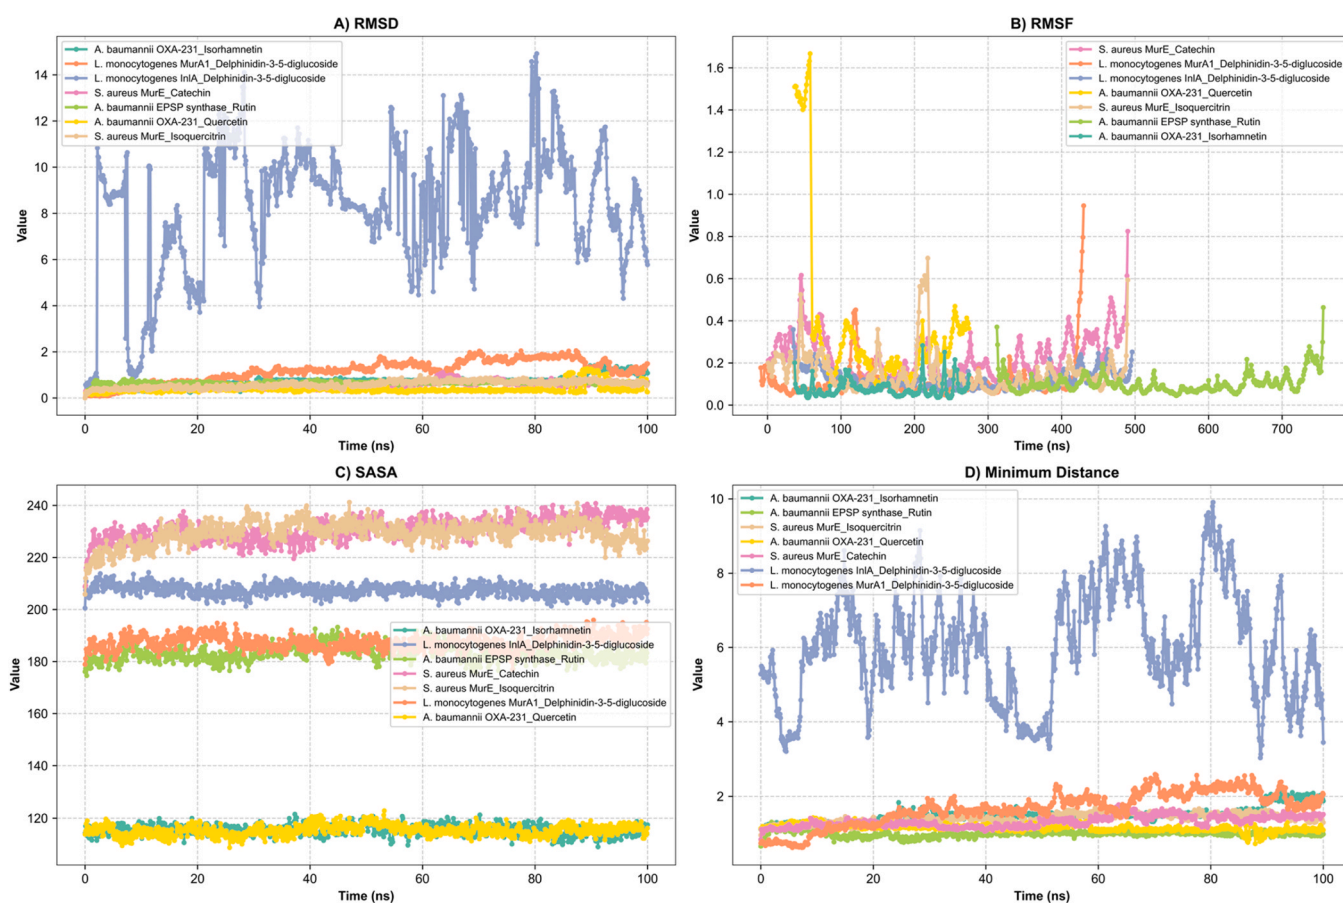 A) RMSD
A. baumannii OXA-231_Isorhamnetin
L. monocytogenes MurA1_Delphinidin-3-5-diglucoside
L. monocytogenes InlA_Delphinidin-3-5-diglucoside
S. aureus MurE_Catechin
A. baumannii EPSP synthase_Rutin
A. baumannii OXA-231_Quercetin
S. aureus MurE_Isoquercitrin
Value
14
12
10
8
6
4
2
0
0 20 40 60 80 100
Time (ns)
B) RMSF
S. aureus MurE_Catechin
L. monocytogenes MurA1_Delphinidin-3-5-diglucoside
L. monocytogenes InlA_Delphinidin-3-5-diglucoside
A. baumannii OXA-231_Quercetin
S. aureus MurE_Isoquercitrin
A. baumannii EPSP synthase_Rutin
A. baumannii OXA-231_Isorhamnetin
Value
1.6
1.4
1.2
1.0
0.8
0.6
0.4
0.2
0.0
0 100 200 300 400 500 600 700
Time (ns)
C) SASA
Value
240
220
200
180
160
140
120
A. baumannii OXA-231_Isorhamnetin
L. monocytogenes InlA_Delphinidin-3-5-diglucoside
A. baumannii EPSP synthase_Rutin
S. aureus MurE_Catechin
S. aureus MurE_Isoquercitrin
L. monocytogenes MurA1_Delphinidin-3-5-diglucoside
A. baumannii OXA-231_Quercetin
0 20 40 60 80 100
Time (ns)
D) Minimum Distance
A. baumannii OXA-231_Isorhamnetin
A. baumannii EPSP synthase_Rutin
S. aureus MurE_Isoquercitrin
A. baumannii OXA-231_Quercetin
S. aureus MurE_Catechin
L. monocytogenes InlA_Delphinidin-3-5-diglucoside
L. monocytogenes MurA1_Delphinidin-3-5-diglucoside
Value
10
8
6
4
2
0 20 40 60 80 100
Time (ns)